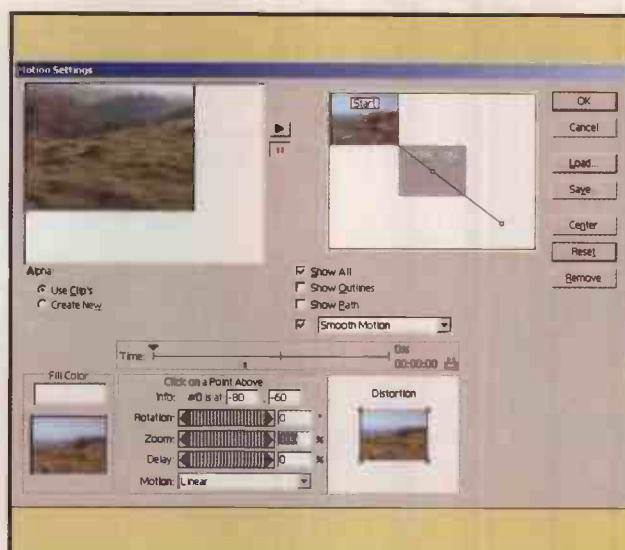 Motion Settings
Start
OK
Cancel
Load...
Save...
Center
Reset
Remove
Alpha:
Use Clip's
Create New
Show All
Show Outlines
Show Path
Smooth Motion
Time:
0%
00:00:00
Fill Color
Click on a Point Above
Info: #0 is at -80 , -60
Rotation: 0 °
Zoom: %
Delay: 0 %
Motion: Linear
Distortion